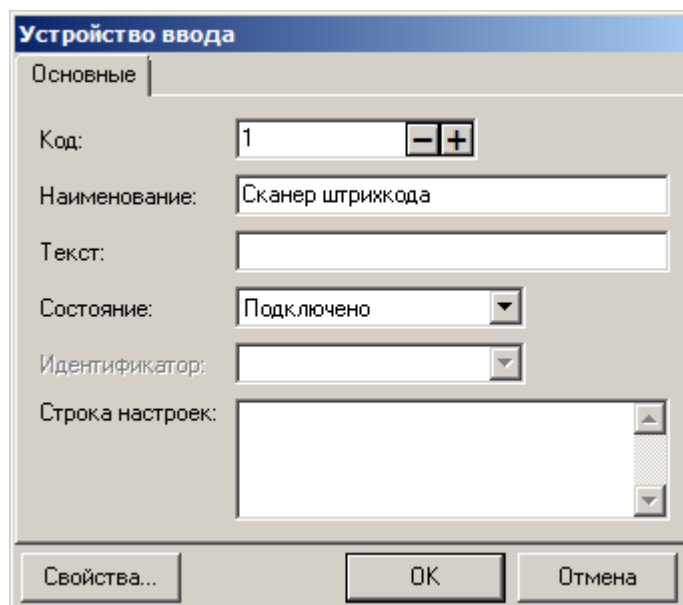 Устройство ввода
Основные
Код: 1
Наименование: Сканер штрихкода
Текст:
Состояние: Подключено
Идентификатор:
Строка настроек:
Свойства... OK Отмена